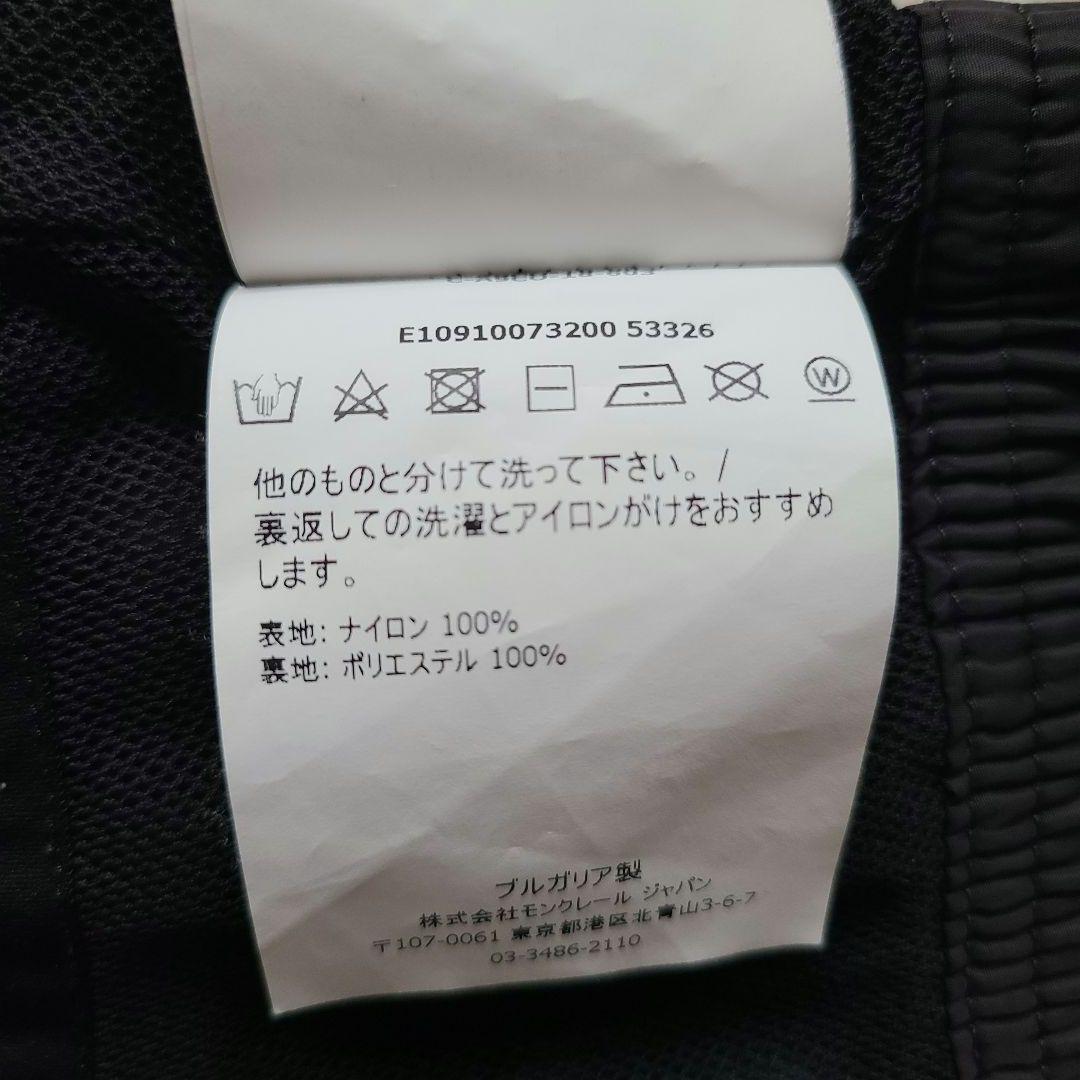 E10910073200 53326
W
他のものと分けて洗って下さい。/
裏返しての洗濯とアイロンがけをおすすめ
します。
表地: ナイロン 100%
裏地: ポリエステル 100%
ブルガリア製
株式会社モンクレール ジャパン
〒107-0061 東京都港区北青山3-6-7
03-3486-2110